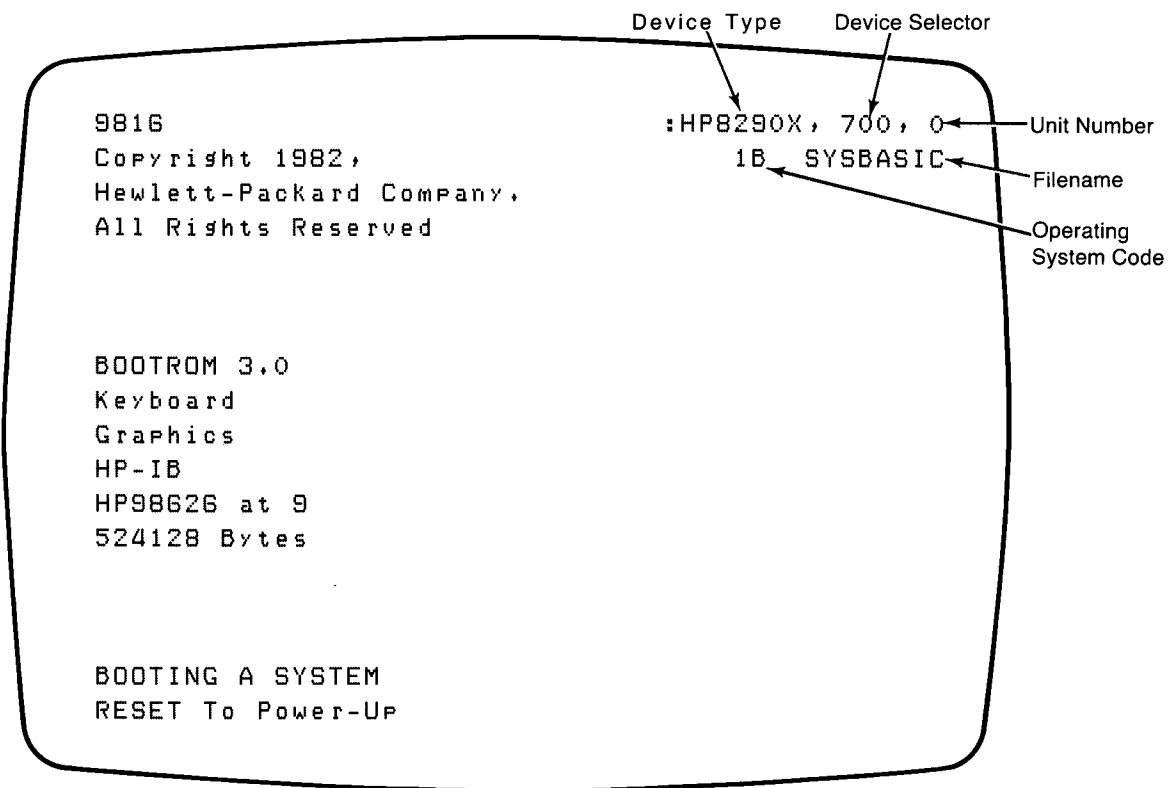 Device Type Device Selector
9816 :HP8290X, 700, 0 Unit Number
Copyright 1982, 1B SYSBASIC Filename
Hewlett-Packard Company,
All Rights Reserved Operating
System Code
BOOTROM 3.0
Keyboard
Graphics
HP-IB
HP98626 at 9
524128 Bytes
BOOTING A SYSTEM
RESET To Power-Up